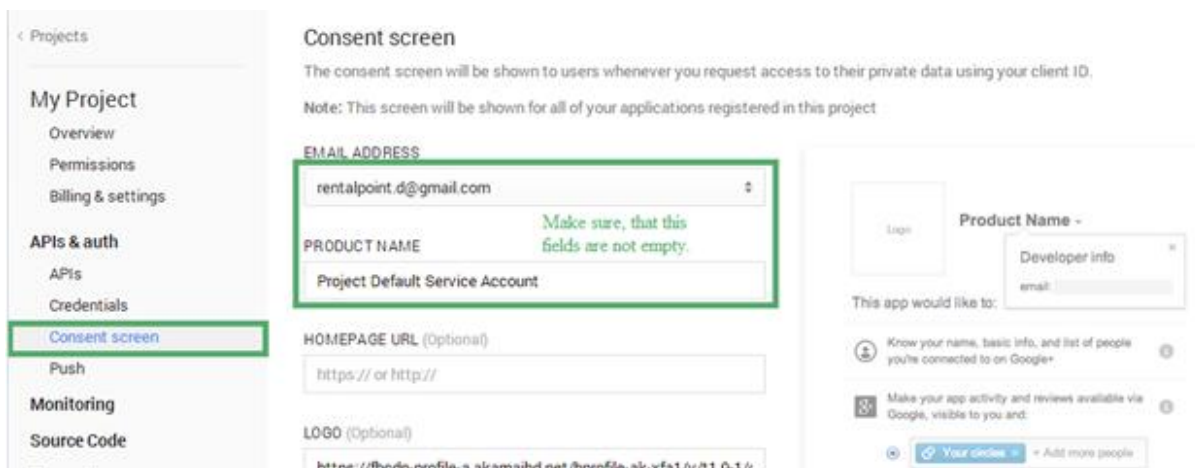 ‹ Projects
My Project
Overview
Permissions
Billing & settings
APIs & auth
APIs
Credentials
Consent screen
Push
Monitoring
Source Code
Consent screen
The consent screen will be shown to users whenever you request access to their private data using your client ID.
Note: This screen will be shown for all of your applications registered in this project
EMAIL ADDRESS
rentalpoint.d@gmail.com
Make sure, that this
fields are not empty.
PRODUCT NAME
Project Default Service Account
HOMEPAGE URL (Optional)
https:// or http://
LOGO (Optional)
Logo
Product Name
Developer info
email:
This app would like to:
Know your name, basic info, and list of people
you're connected to on Google+
Make your app activity and reviews available via
Google, visible to you and:
Your circles ×
+ Add more people